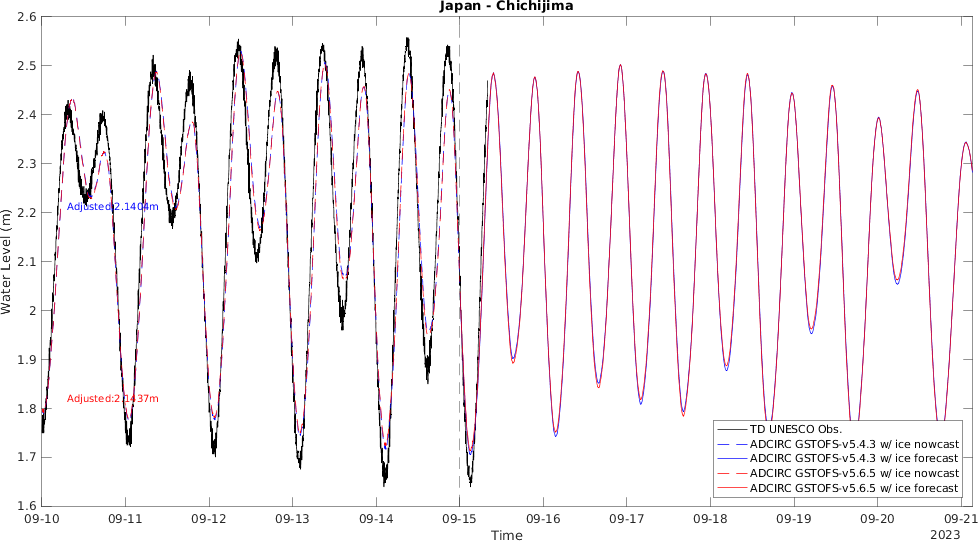 Japan - Chichijima
Water Level (m)
2.6
2.5
2.4
2.3
2.2
2.1
2
1.9
1.8
1.7
1.6
Adjusted:2.1404m
Adjusted:2.1437m
TD UNESCO Obs.
ADCIRC GSTOFS-v5.4.3 w/ ice nowcast
ADCIRC GSTOFS-v5.4.3 w/ ice forecast
ADCIRC GSTOFS-v5.6.5 w/ ice nowcast
ADCIRC GSTOFS-v5.6.5 w/ ice forecast
09-10 09-11 09-12 09-13 09-14 09-15 09-16 09-17 09-18 09-19 09-20 09-21
Time
2023